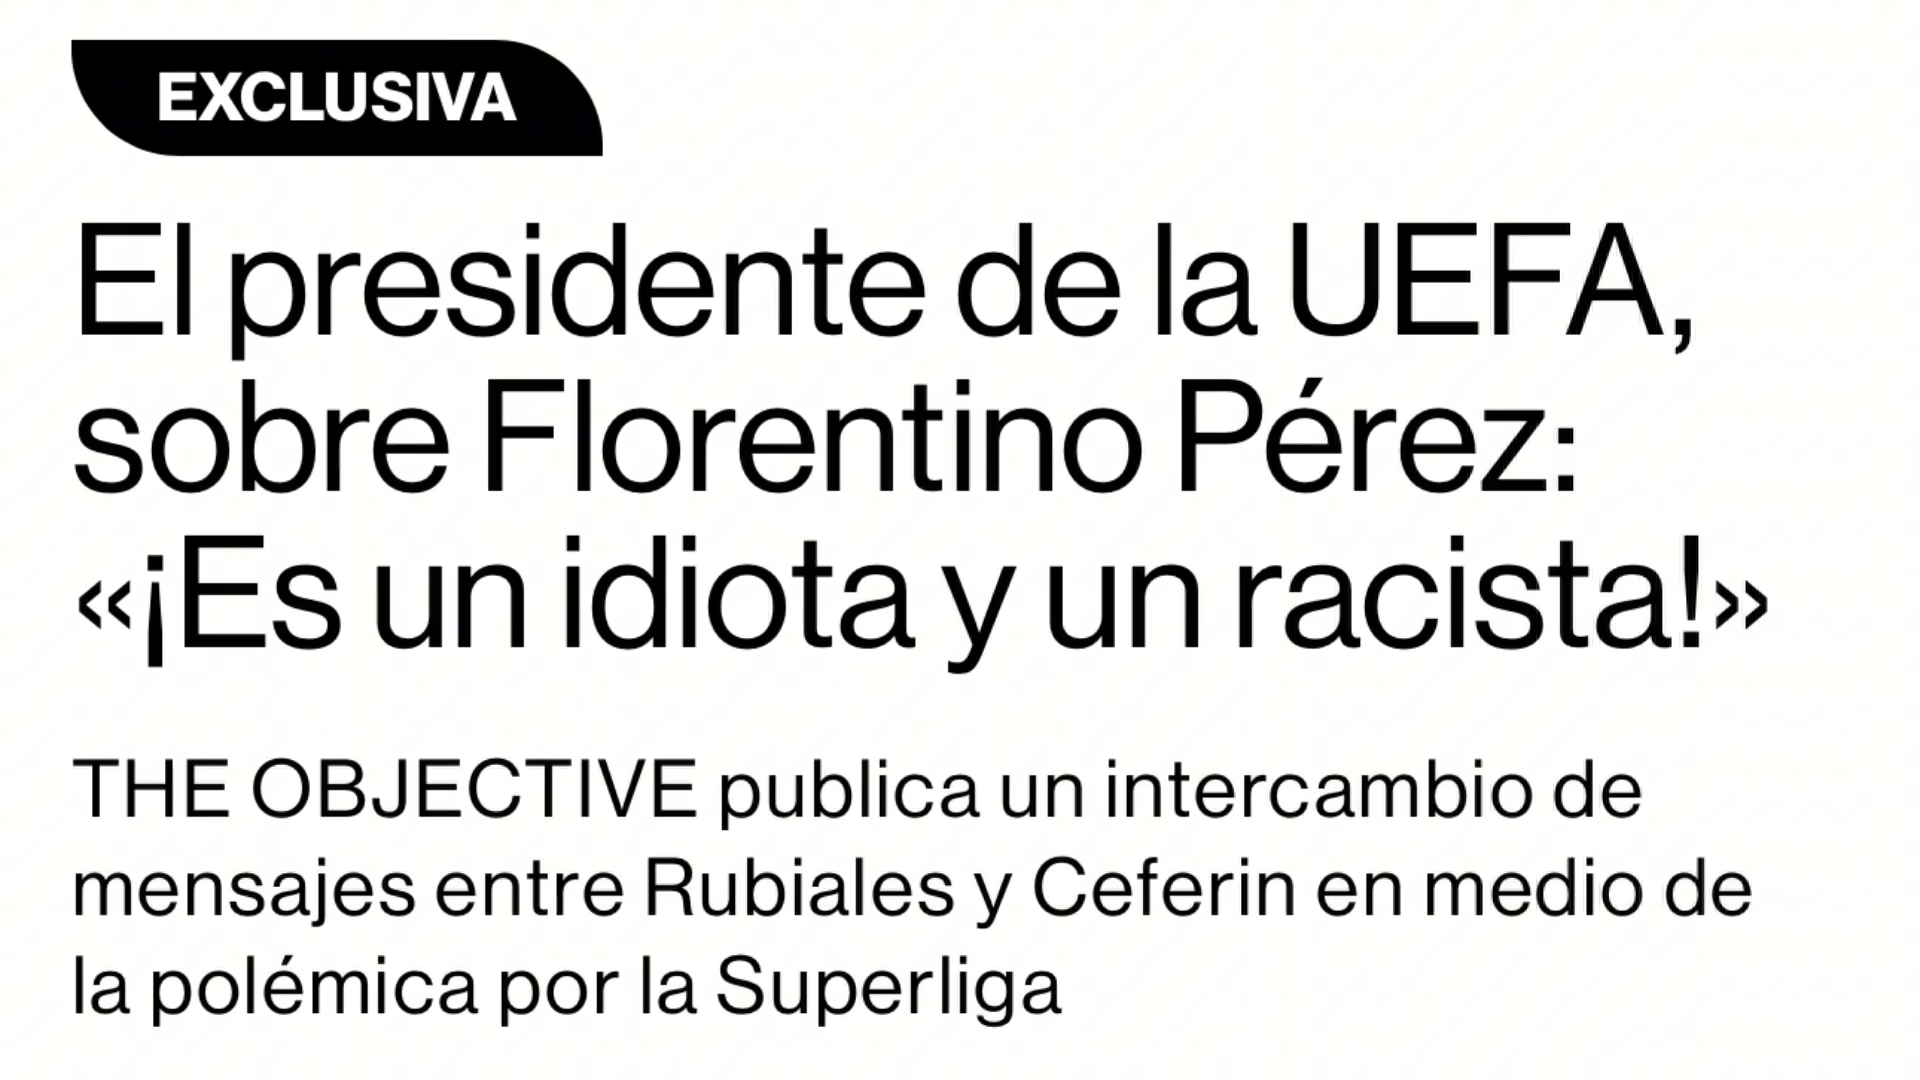 EXCLUSIVA
El presidente de la UEFA,
sobre Florentino Pérez:
«¡Es un idiota y un racista!»
THE OBJECTIVE publica un intercambio de
mensajes entre Rubiales y Ceferin en medio de
la polémica por la Superliga